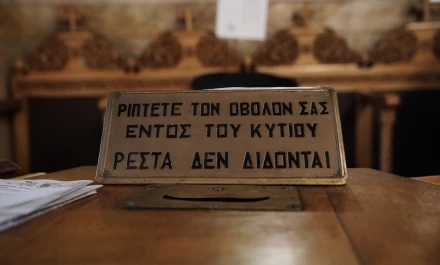 ΡΙΠΤΕΤΕ ΤΟΝ ΟΒΟΛΟΝ ΣΑΣ
ΕΝΤΟΣ ΤΟΥ ΚΥΤΙΟΥ
ΡΕΣΤΑ ΔΕΝ ΔΙΔΟΝΤΑΙ